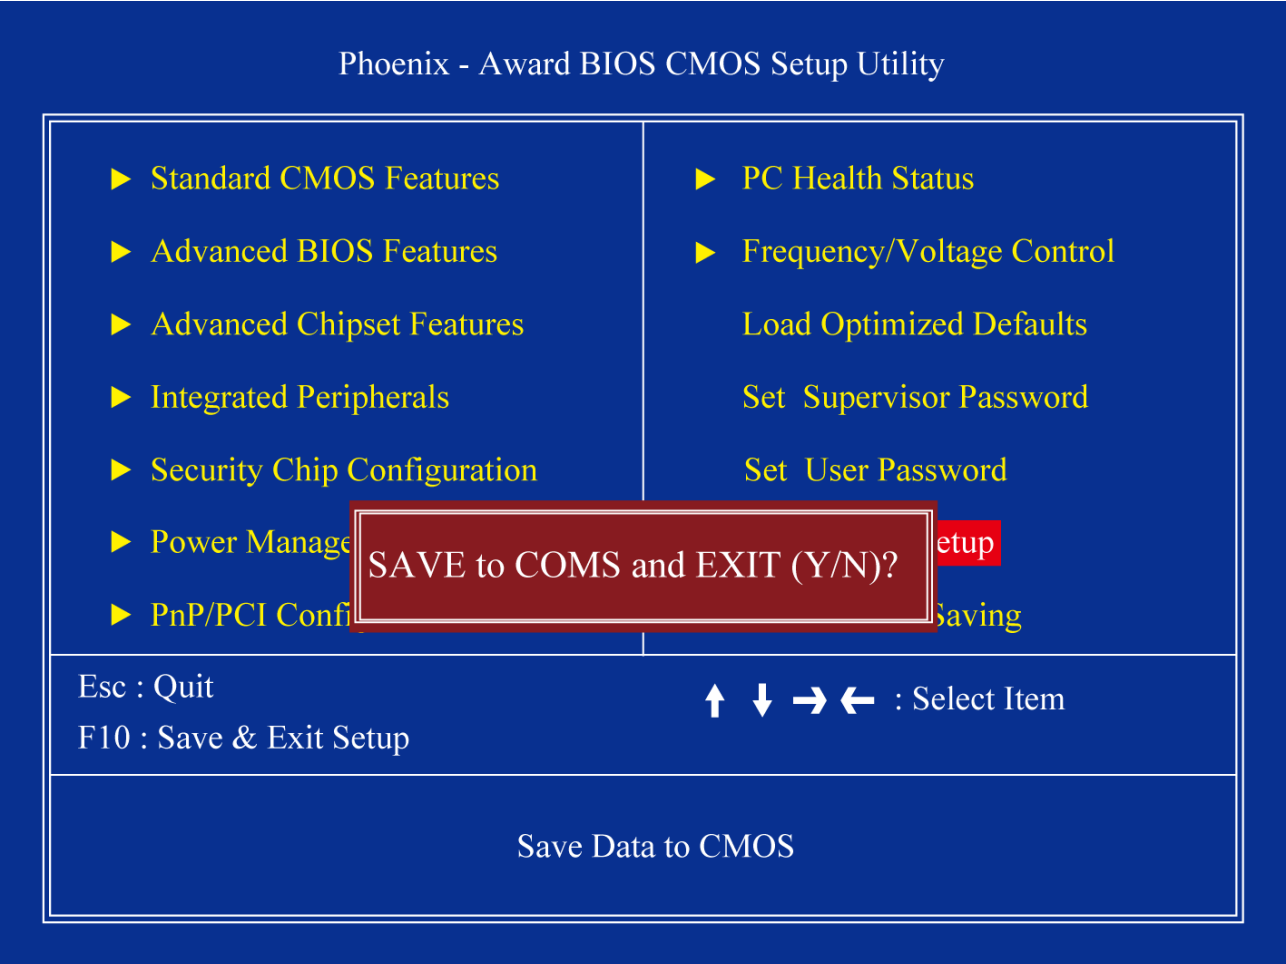 Phoenix - Award BIOS CMOS Setup Utility
Standard CMOS Features
Advanced BIOS Features
Advanced Chipset Features
Integrated Peripherals
Security Chip Configuration
Power Manage
PnP/PCI Confi
PC Health Status
Frequency/Voltage Control
Load Optimized Defaults
Set Supervisor Password
Set User Password
etup
Saving
SAVE to COMS and EXIT (Y/N)?
Esc : Quit
F10 : Save & Exit Setup
: Select Item
Save Data to CMOS